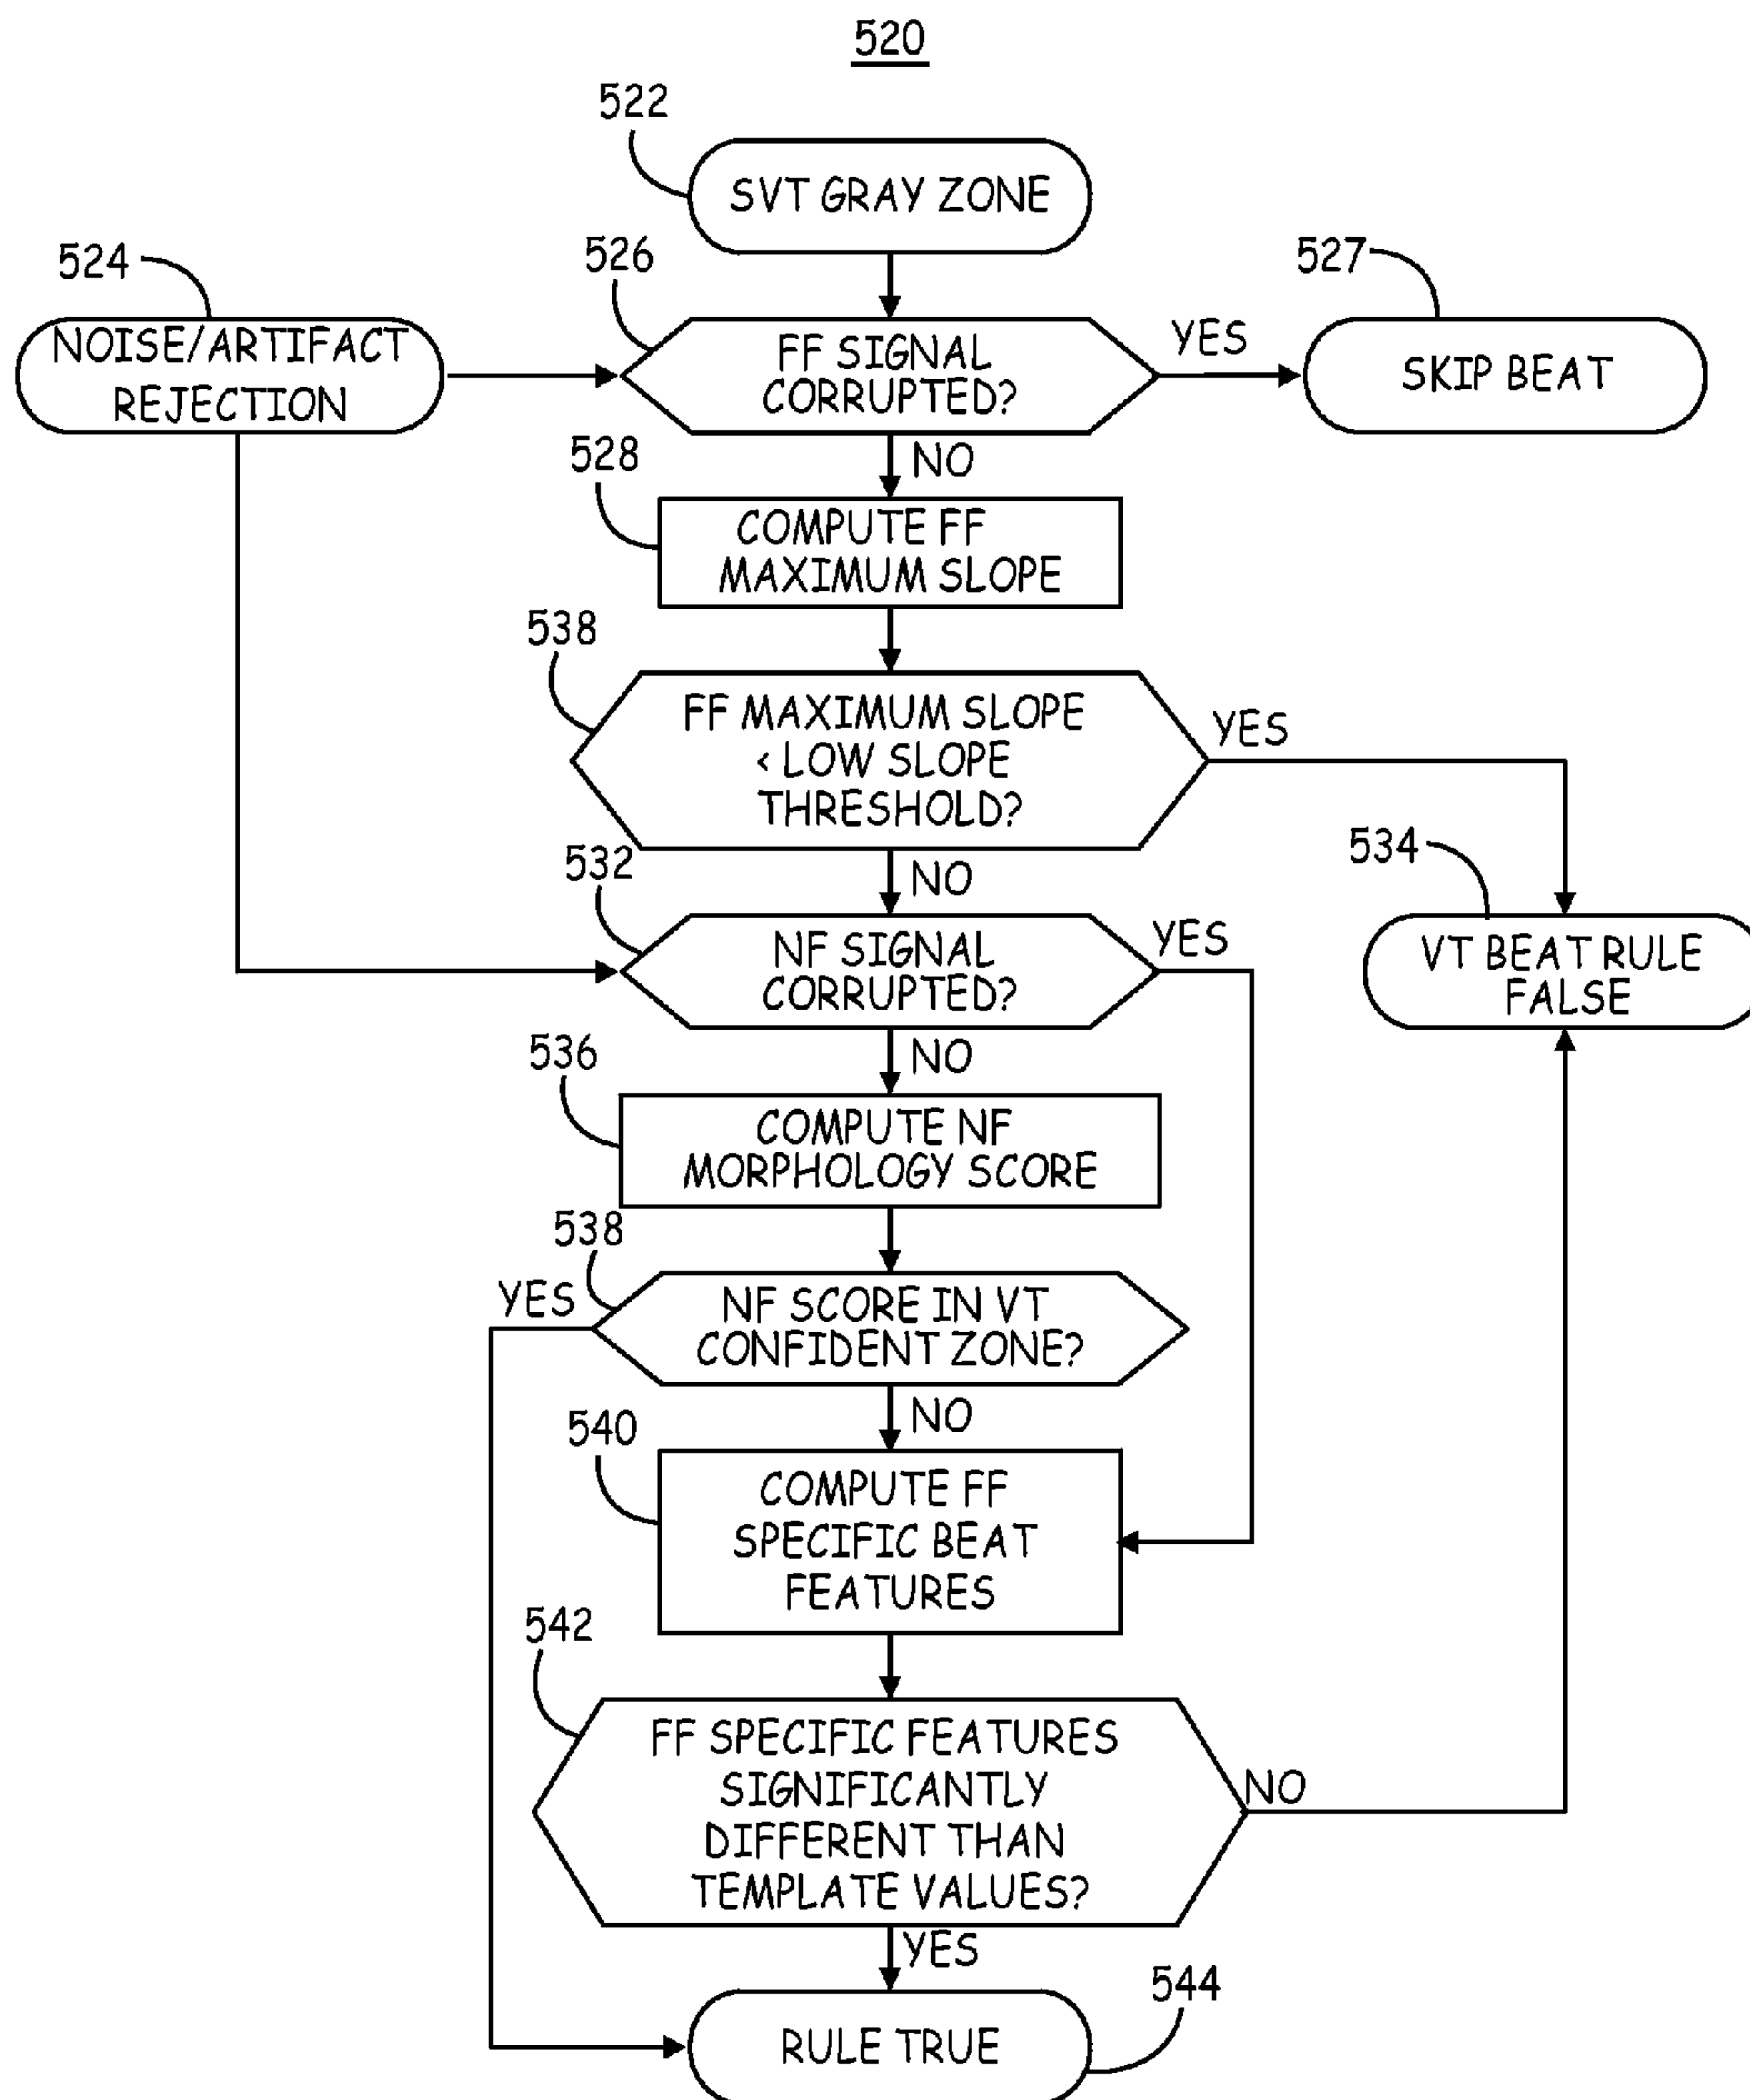 520
522
SVT GRAY ZONE
524
NOISE/ARTIFACT
REJECTION
526
FF SIGNAL
CORRUPTED?
YES
527
SKIP BEAT
NO
528
COMPUTE FF
MAXIMUM SLOPE
538
FF MAXIMUM SLOPE
< LOW SLOPE
THRESHOLD?
YES
NO
534
VT BEAT RULE
FALSE
532
NF SIGNAL
CORRUPTED?
YES
NO
536
COMPUTE NF
MORPHOLOGY SCORE
538
YES
NF SCORE IN VT
CONFIDENT ZONE?
NO
540
COMPUTE FF
SPECIFIC BEAT
FEATURES
542
FF SPECIFIC FEATURES
SIGNIFICANTLY
DIFFERENT THAN
TEMPLATE VALUES?
NO
YES
544
RULE TRUE